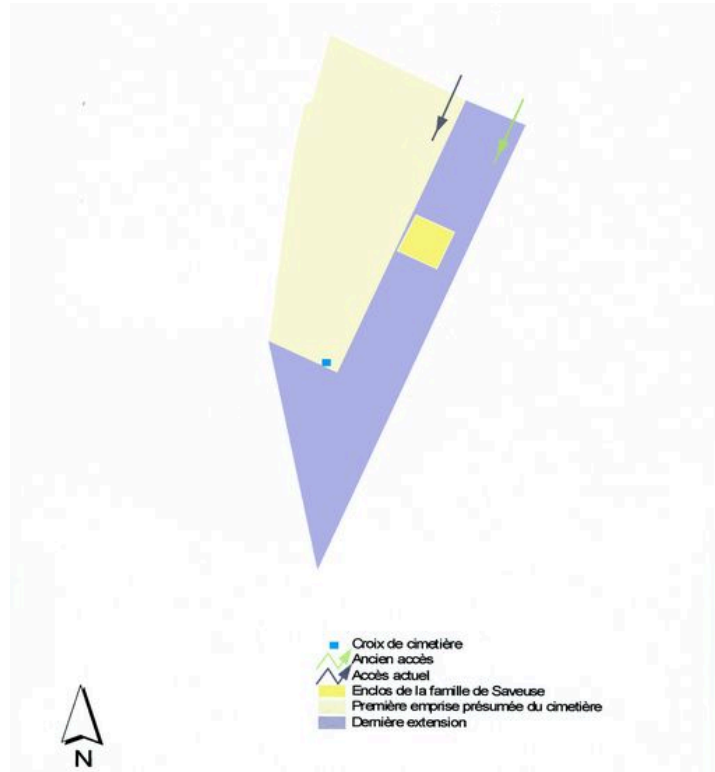 Croix de cimetière
Ancien accès
Accès actuel
Enclos de la famille de Saveuse
Première emprise présumée du cimetière
Dernière extension
N